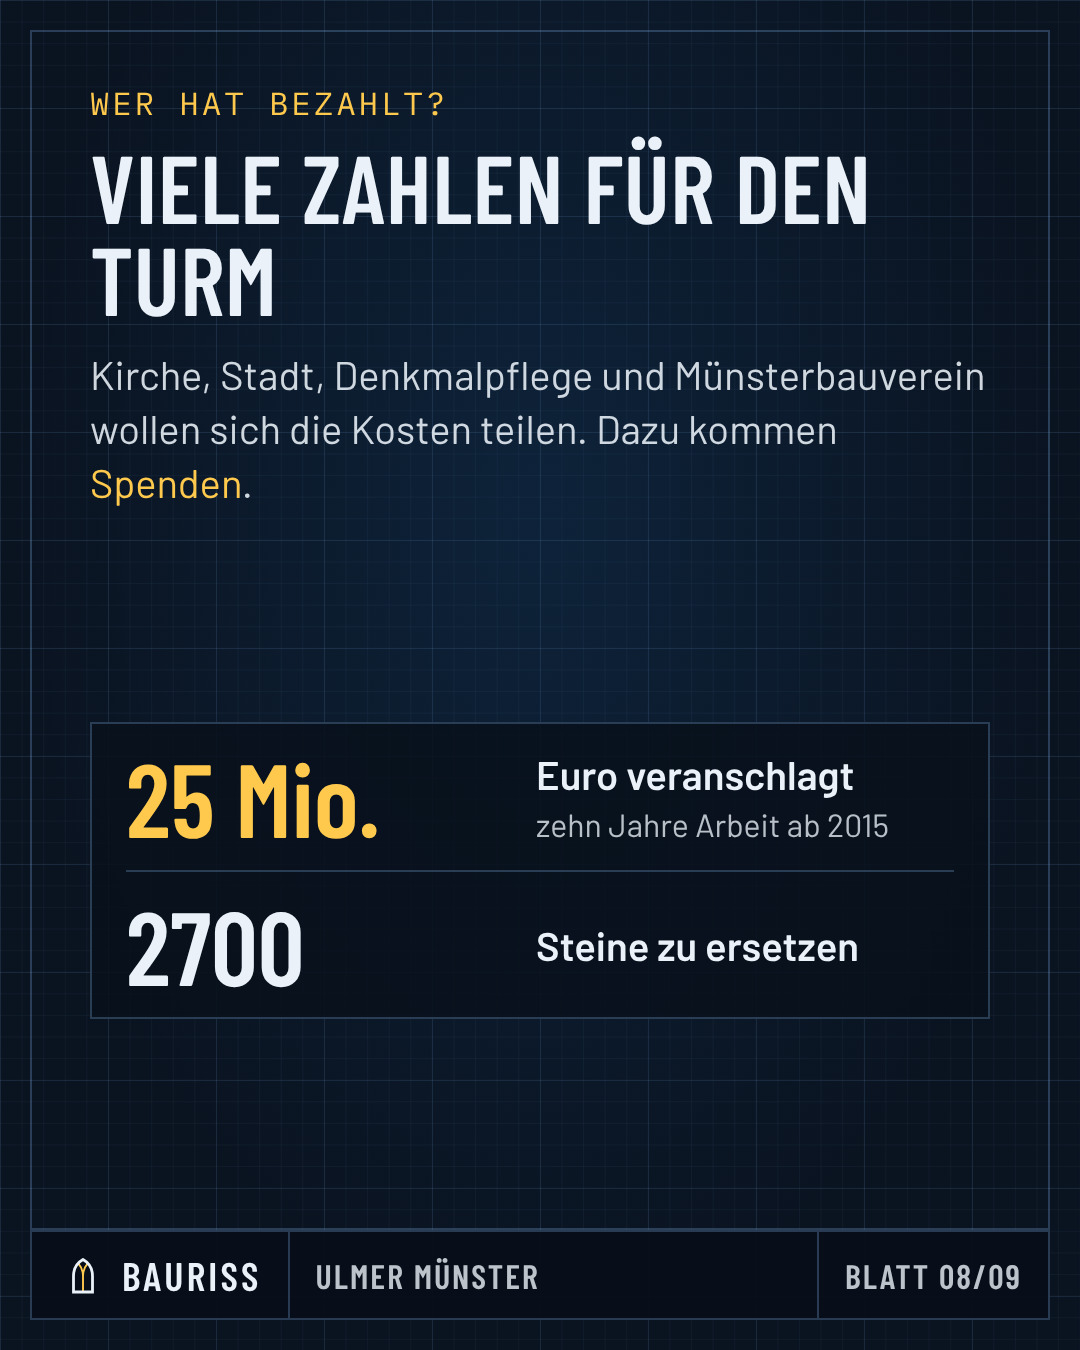 WER HAT BEZAHLT?
VIELE ZAHLEN FÜR DEN
TURM
Kirche, Stadt, Denkmalpflege und Münsterbauverein
wollen sich die Kosten teilen. Dazu kommen
Spenden.
25 Mio.
Euro veranschlagt
zehn Jahre Arbeit ab 2015
2700
Steine zu ersetzen
BAURISS
ULMER MÜNSTER
BLATT 08/09